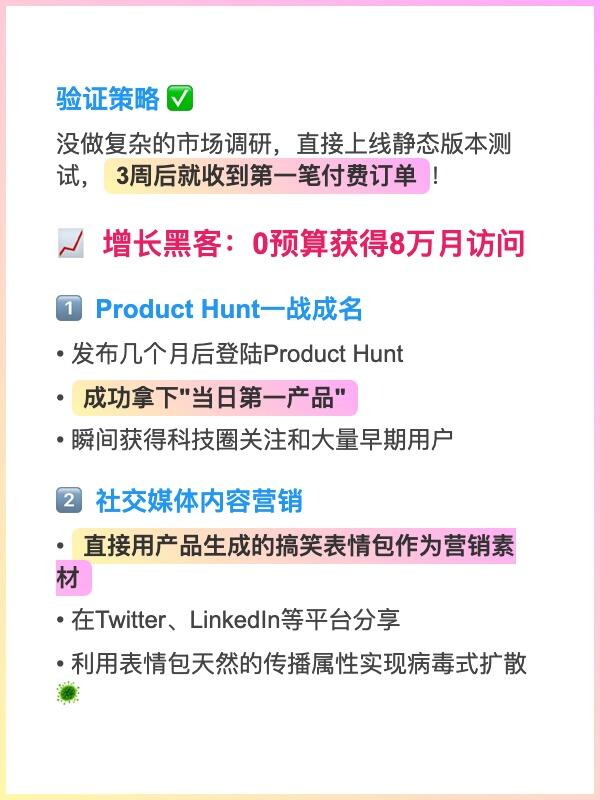 验证策略 ✅
没做复杂的市场调研，直接上线静态版本测
试， 3周后就收到第一笔付费订单！
📈 增长黑客：0预算获得8万月访问
1️⃣ Product Hunt一战成名
• 发布几个月后登陆Product Hunt
• 成功拿下"当日第一产品"
• 瞬间获得科技圈关注和大量早期用户
2️⃣ 社交媒体内容营销
• 直接用产品生成的搞笑表情包作为营销素
材
• 在Twitter、LinkedIn等平台分享
• 利用表情包天然的传播属性实现病毒式扩散
🦠